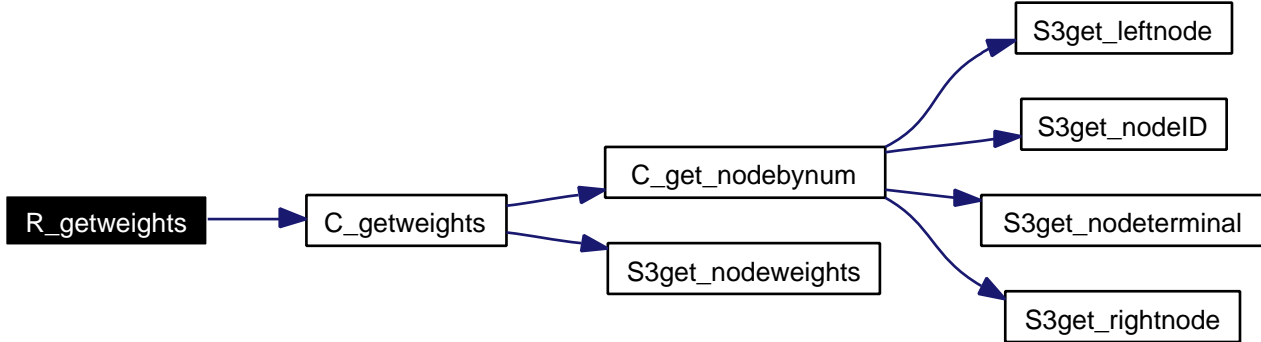 S3get_leftnode
S3get_nodeID
C_get_nodebynum
R_getweights
C_getweights
S3get_nodeterminal
S3get_nodeweights
S3get_rightnode